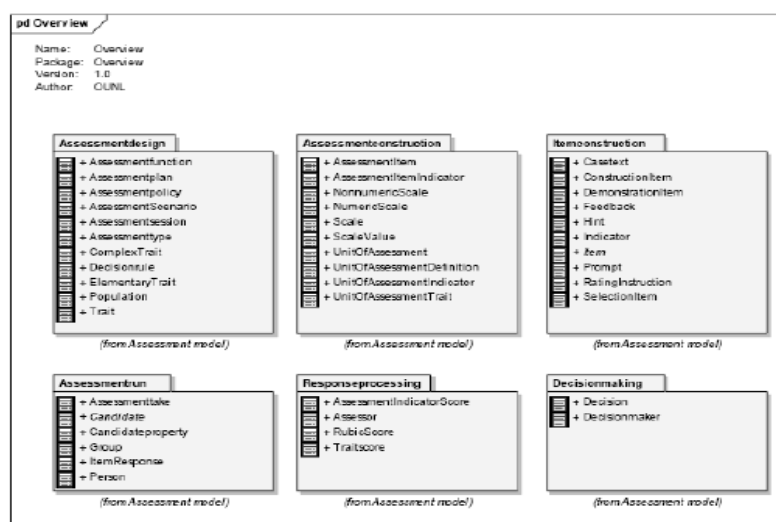 pd Overview
Name: Overview
Package: Overview
Version: 1.0
Author: OUNL
Assessmentdesign
+ Assessmentfunction
+ Assessmentplan
+ Assessmentpolicy
+ AssessmentScenario
+ Assessmentsession
+ Assessmenttype
+ ComplexTrait
+ Decisionrule
+ ElementaryTrait
+ Population
+ Trait
(from Assessment model)
Assessmentconstruction
+ AssessmentItem
+ AssessmentItemIndicator
+ NonnumericScale
+ NumericScale
+ Scale
+ ScaleValue
+ UnitOfAssessment
+ UnitOfAssessmentDefinition
+ UnitOfAssessmentIndicator
+ UnitOfAssessmentTrait
(from Assessment model)
Itemconstruction
+ Casetext
+ ConstructionItem
+ DemonstrationItem
+ Feedback
+ Hint
+ Indicator
+ Item
+ Prompt
+ RatingInstruction
+ SelectionItem
(from Assessment model)
Assessmentrun
+ Assessmenttake
+ Candidate
+ Candidateproperty
+ Group
+ ItemResponse
+ Person
(from Assessment model)
Responseprocessing
+ AssessmentIndicatorScore
+ Assessor
+ RubicScore
+ Traitscore
(from Assessment model)
Decisionmaking
+ Decision
+ Decisionmaker
(from Assessment model)